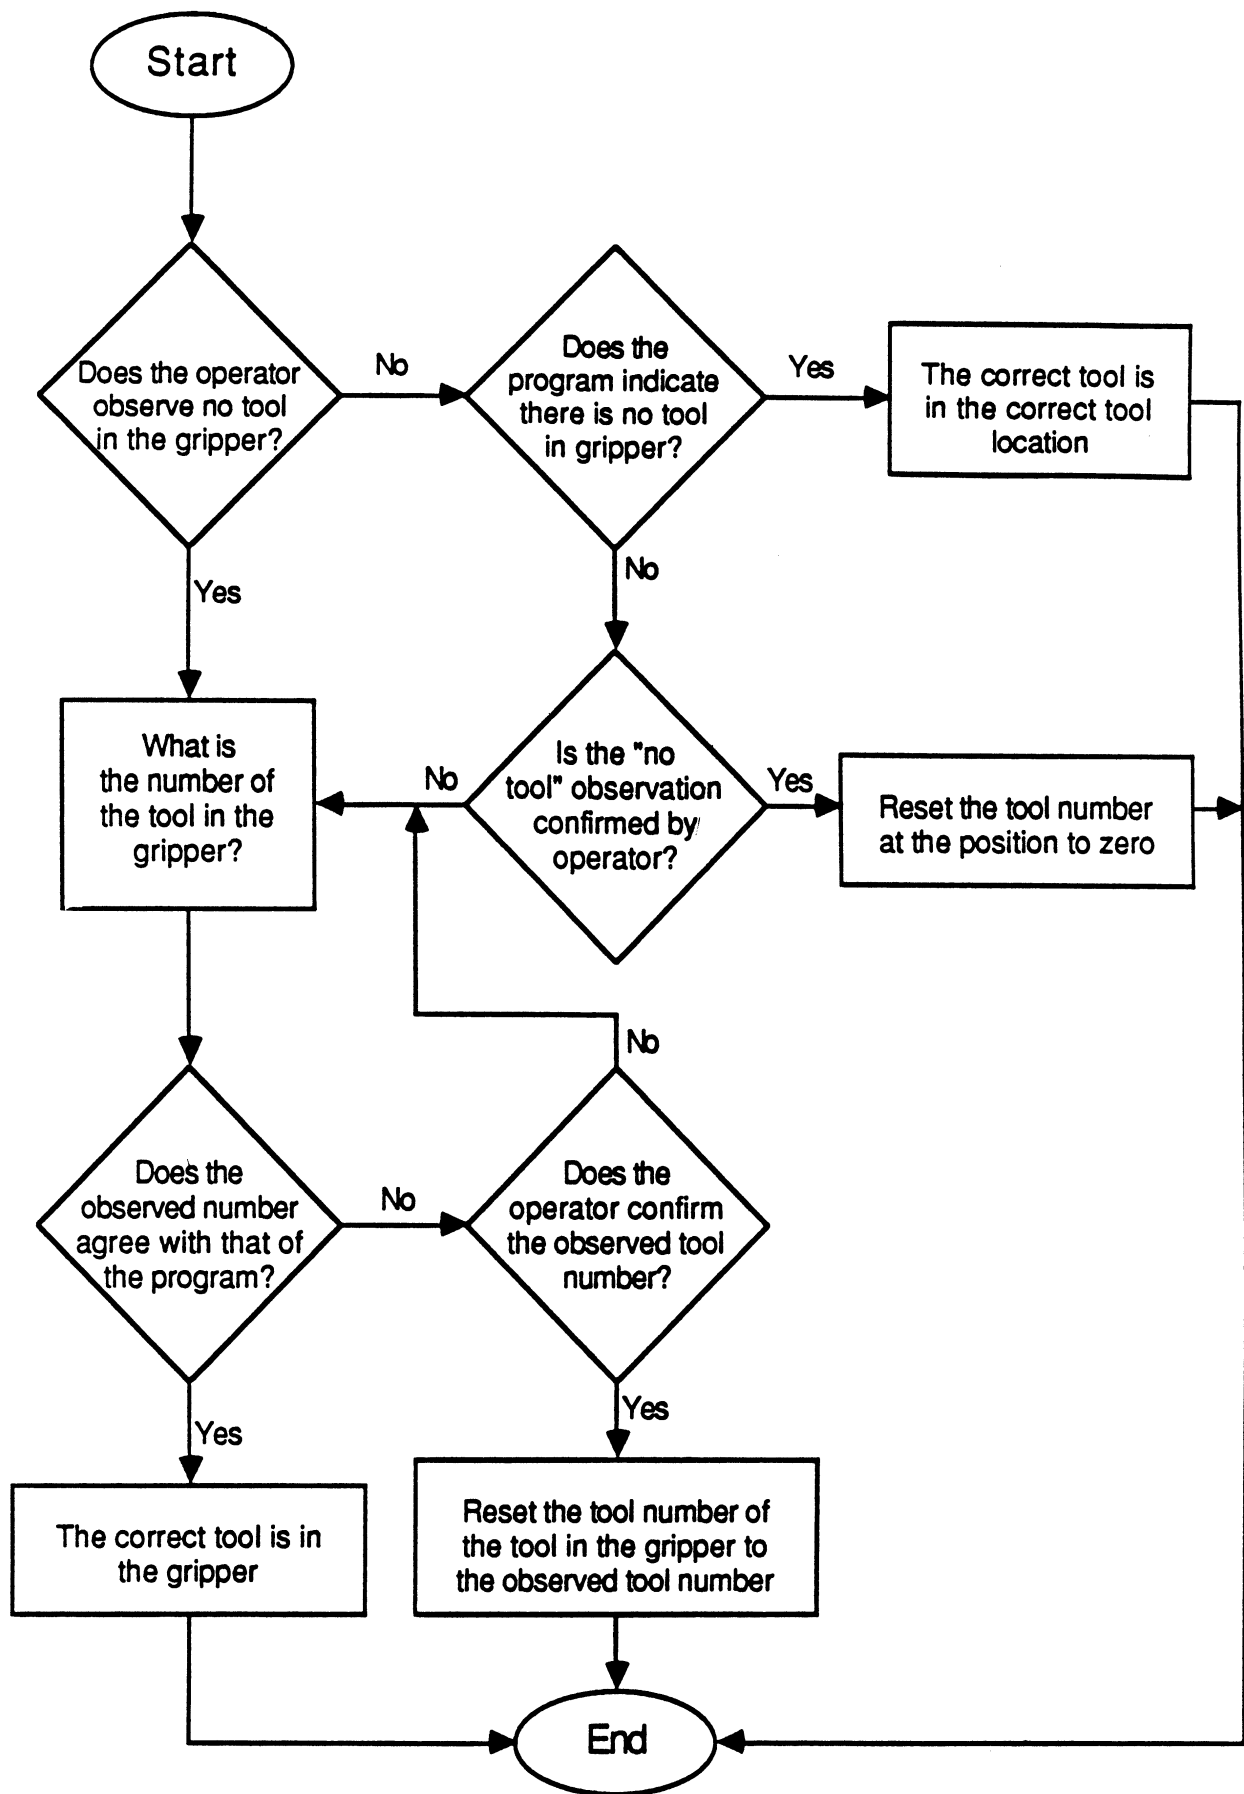 Start
Does the operator
observe no tool
in the gripper?
No
Does the
program indicate
there is no tool
in gripper?
Yes
The correct tool is
in the correct tool
location
Yes
No
What is
the number of
the tool in the
gripper?
No
Is the "no
tool" observation
confirmed by
operator?
Yes
Reset the tool number
at the position to zero
No
Does the
observed number
agree with that of
the program?
No
Does the
operator confirm
the observed tool
number?
Yes
Yes
The correct tool is in
the gripper
Reset the tool number of
the tool in the gripper to
the observed tool number
End